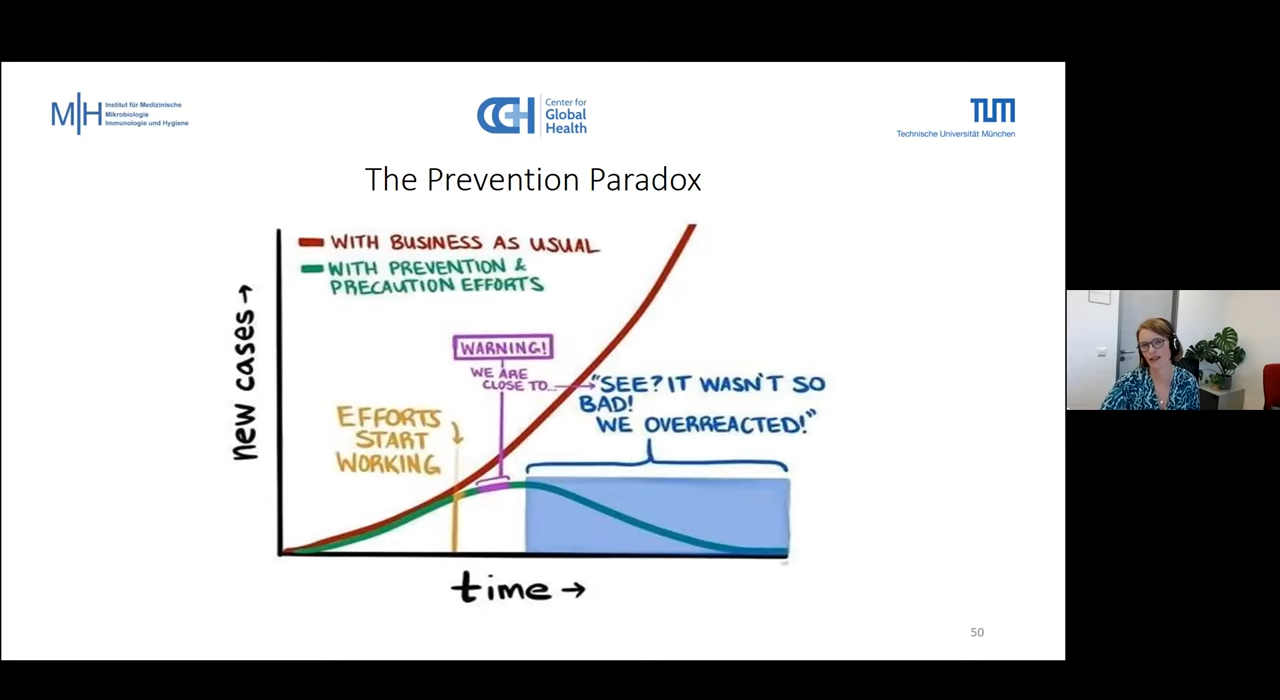 M|H Institut für Medizinische
Mikrobiologie
Immunologie und Hygiene
CGH Center for
Global
Health
TUM
Technische Universität München
The Prevention Paradox
WITH BUSINESS AS USUAL
WITH PREVENTION &
PRECAUTION EFFORTS
new cases →
WARNING!
WE ARE
CLOSE TO...
"SEE? IT WASN'T SO
BAD!
WE OVERREACTED!"
EFFORTS
START
WORKING
time →
50